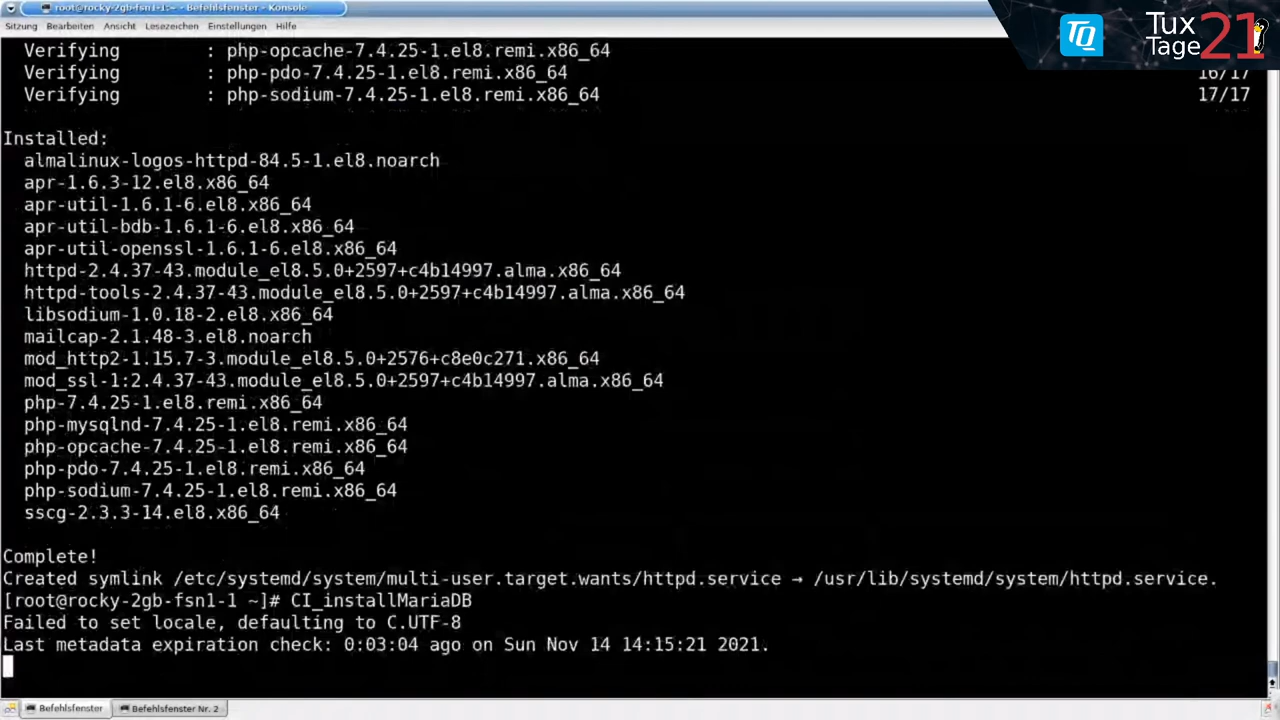 root@rocky-2gb-fsn1-1:~ - Befehlsfenster - Konsole
Sitzung Bearbeiten Ansicht Lesezeichen Einstellungen Hilfe
TQ
Tux
Tage21
Verifying : php-opcache-7.4.25-1.el8.remi.x86_64
Verifying : php-pdo-7.4.25-1.el8.remi.x86_64 16/17
Verifying : php-sodium-7.4.25-1.el8.remi.x86_64 17/17
Installed:
almalinux-logos-httpd-84.5-1.el8.noarch
apr-1.6.3-12.el8.x86_64
apr-util-1.6.1-6.el8.x86_64
apr-util-bdb-1.6.1-6.el8.x86_64
apr-util-openssl-1.6.1-6.el8.x86_64
httpd-2.4.37-43.module_el8.5.0+2597+c4b14997.alma.x86_64
httpd-tools-2.4.37-43.module_el8.5.0+2597+c4b14997.alma.x86_64
libsodium-1.0.18-2.el8.x86_64
mailcap-2.1.48-3.el8.noarch
mod_http2-1.15.7-3.module_el8.5.0+2576+c8e0c271.x86_64
mod_ssl-1:2.4.37-43.module_el8.5.0+2597+c4b14997.alma.x86_64
php-7.4.25-1.el8.remi.x86_64
php-mysqlnd-7.4.25-1.el8.remi.x86_64
php-opcache-7.4.25-1.el8.remi.x86_64
php-pdo-7.4.25-1.el8.remi.x86_64
php-sodium-7.4.25-1.el8.remi.x86_64
sscg-2.3.3-14.el8.x86_64
Complete!
Created symlink /etc/systemd/system/multi-user.target.wants/httpd.service → /usr/lib/systemd/system/httpd.service.
[root@rocky-2gb-fsn1-1 ~]# CI_installMariaDB
Failed to set locale, defaulting to C.UTF-8
Last metadata expiration check: 0:03:04 ago on Sun Nov 14 14:15:21 2021.
Befehlsfenster Befehlsfenster Nr. 2